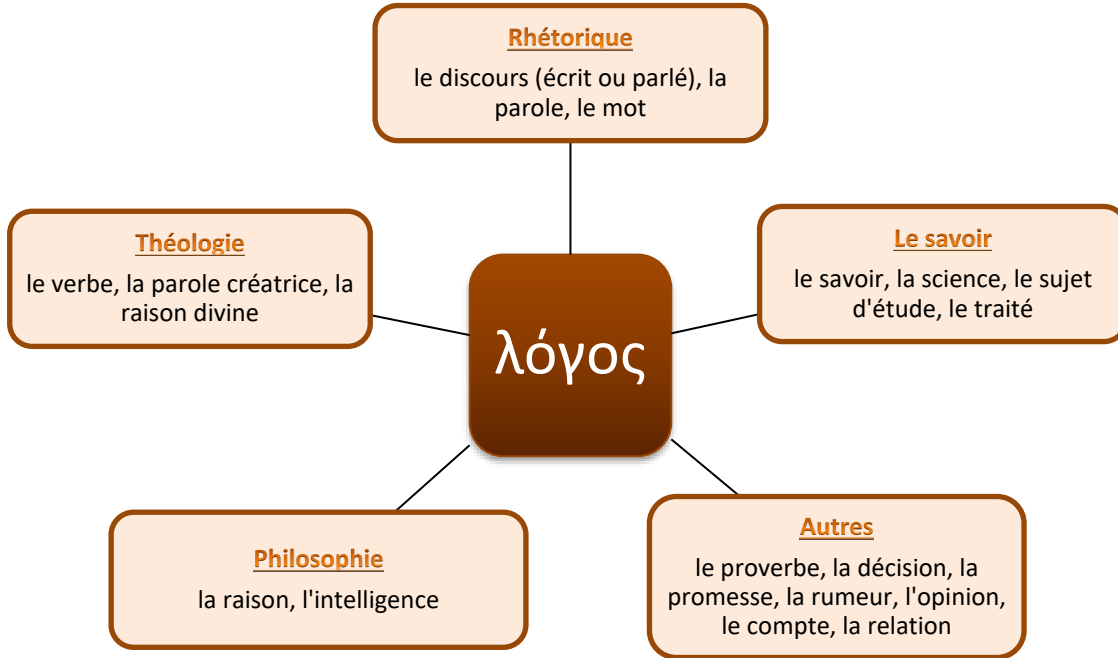 Rhétorique
le discours (écrit ou parlé), la
parole, le mot
Théologie
le verbe, la parole créatrice, la
raison divine
Le savoir
le savoir, la science, le sujet
d'étude, le traité
λόγος
Philosophie
la raison, l'intelligence
Autres
le proverbe, la décision, la
promesse, la rumeur, l'opinion,
le compte, la relation